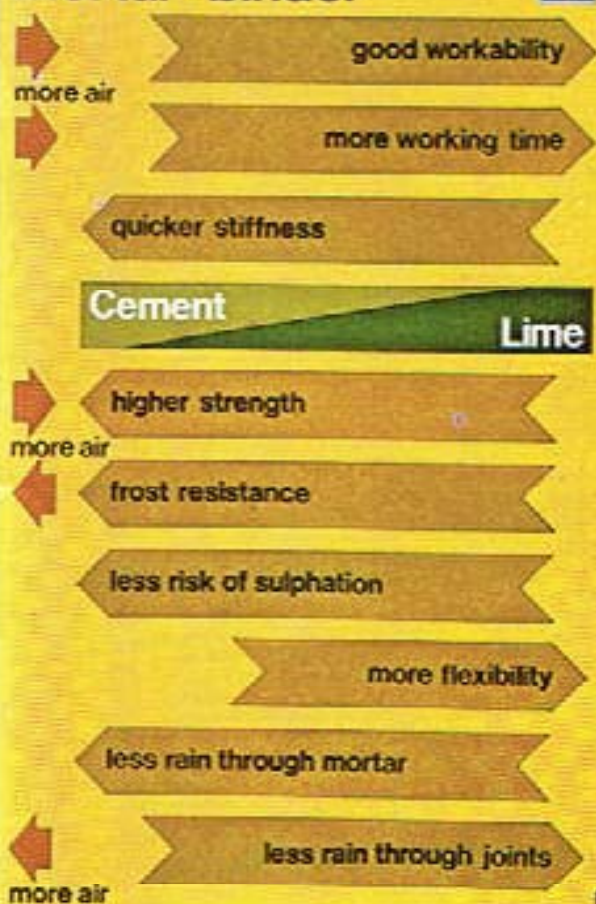 good workability
more air
more working time
quicker stiffness
Cement
Lime
higher strength
more air
frost resistance
less risk of sulphation
more flexibility
less rain through mortar
less rain through joints
more air